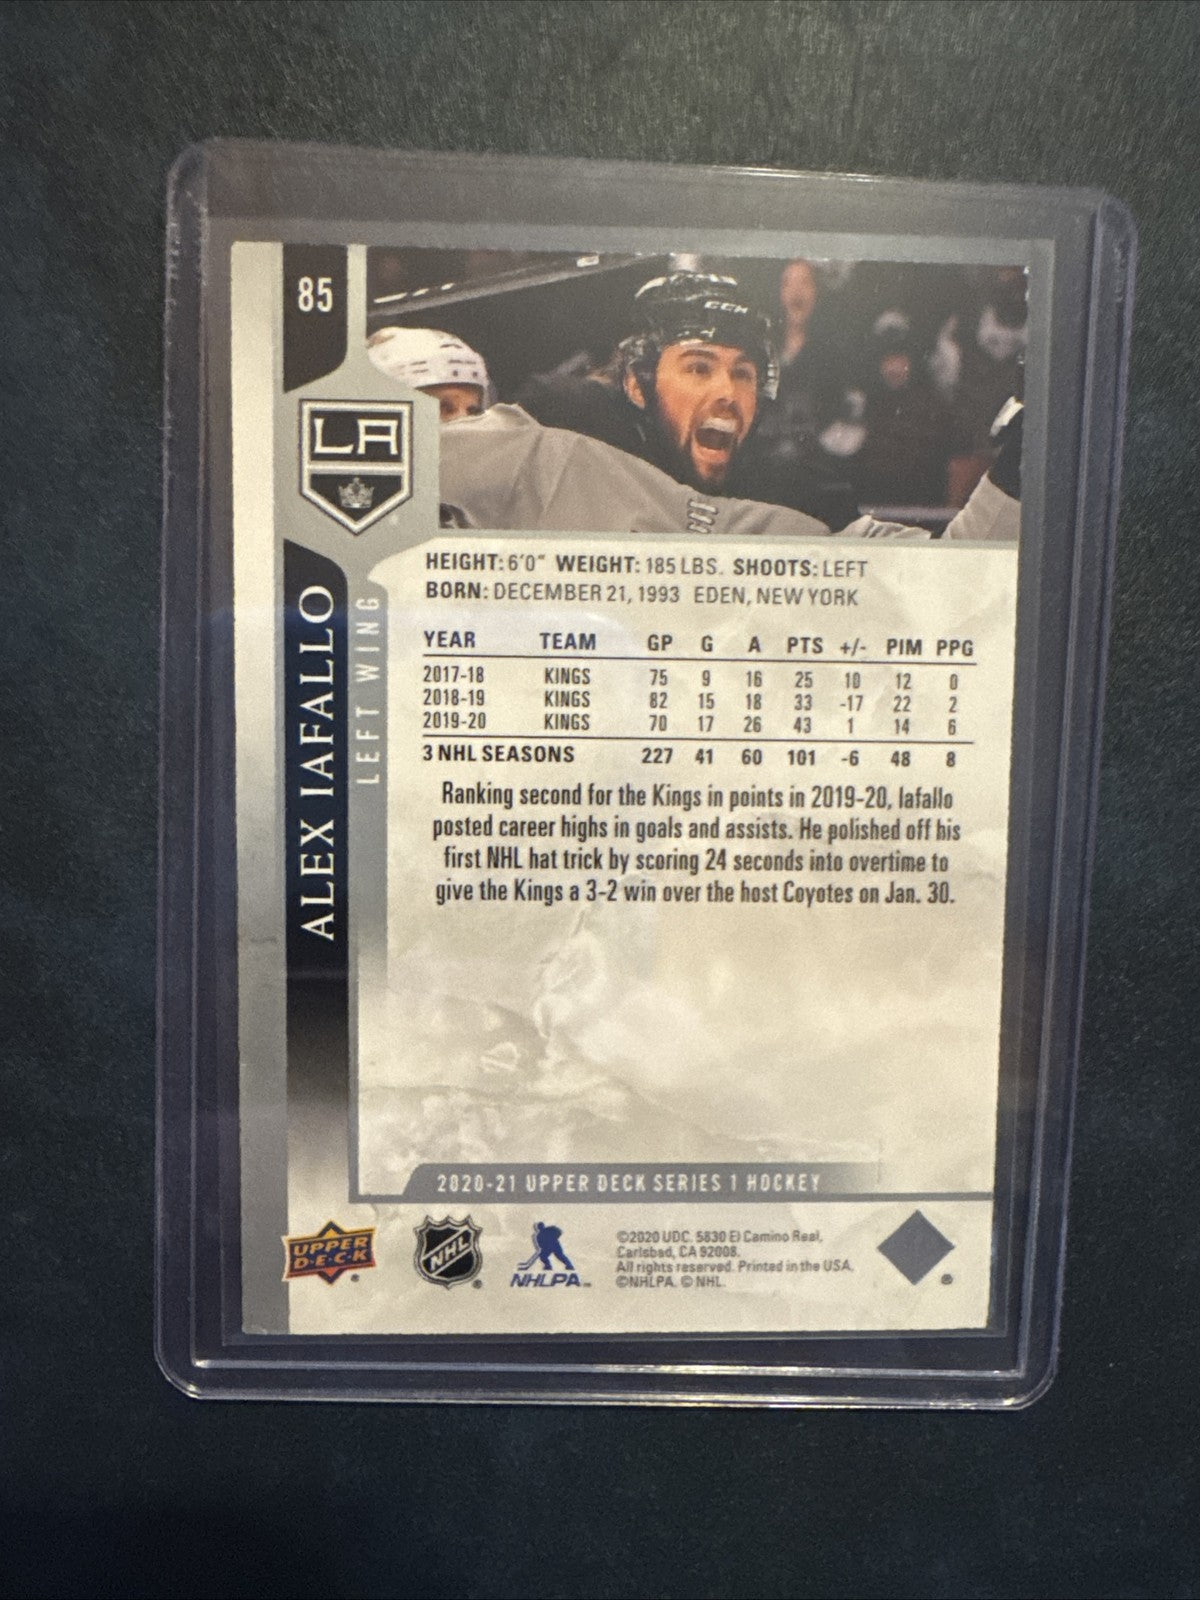 85
CCM
LA
ALEX IAFALLO
LEFT WING
HEIGHT: 6'0" WEIGHT: 185 LBS. SHOOTS: LEFT
BORN: DECEMBER 21, 1993 EDEN, NEW YORK
YEAR TEAM GP G A PTS +/- PIM PPG
2017-18 KINGS 75 9 16 25 10 12 0
2018-19 KINGS 82 15 18 33 -17 22 2
2019-20 KINGS 70 17 26 43 1 14 6
3 NHL SEASONS 227 41 60 101 -6 48 8
Ranking second for the Kings in points in 2019-20, Iafallo
posted career highs in goals and assists. He polished off his
first NHL hat trick by scoring 24 seconds into overtime to
give the Kings a 3-2 win over the host Coyotes on Jan. 30.
2020-21 UPPER DECK SERIES 1 HOCKEY
UPPER
D·E·C·K
®
NHL
®
NHLPA™
©2020 UDC. 5830 El Camino Real,
Carlsbad, CA 92008.
All rights reserved. Printed in the USA.
©NHLPA. © NHL.
®